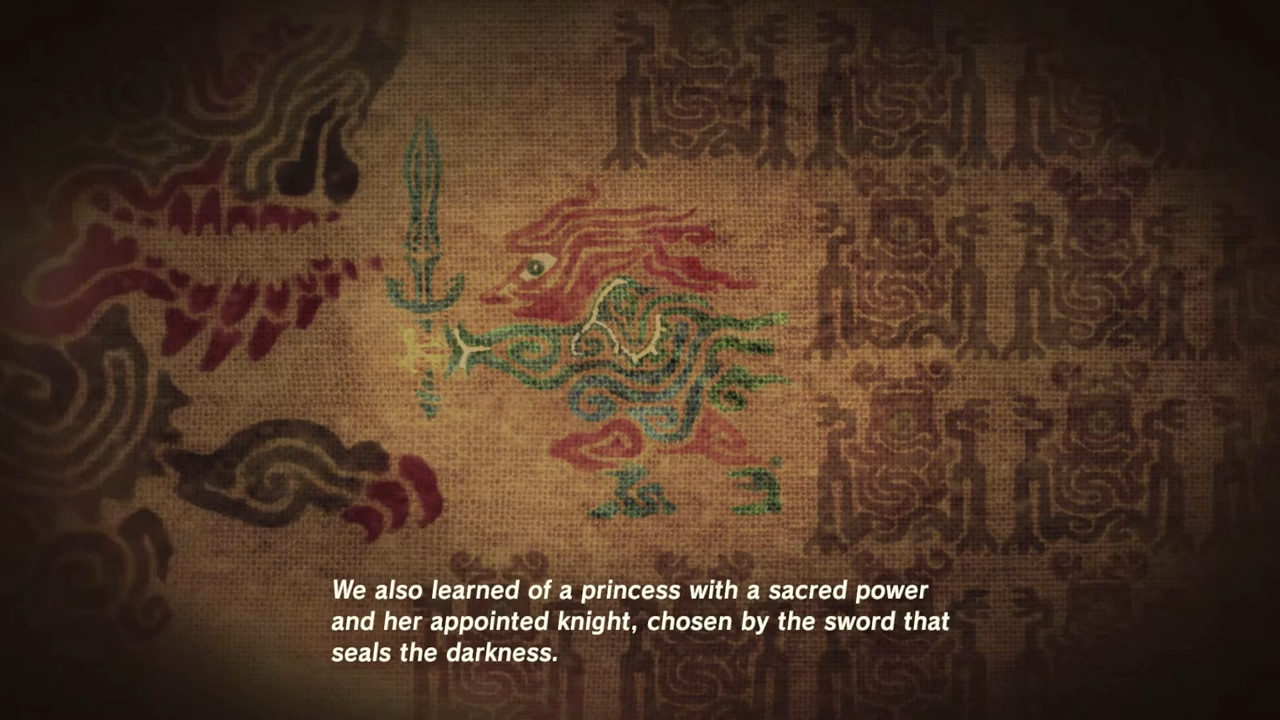 We also learned of a princess with a sacred power
and her appointed knight, chosen by the sword that
seals the darkness.